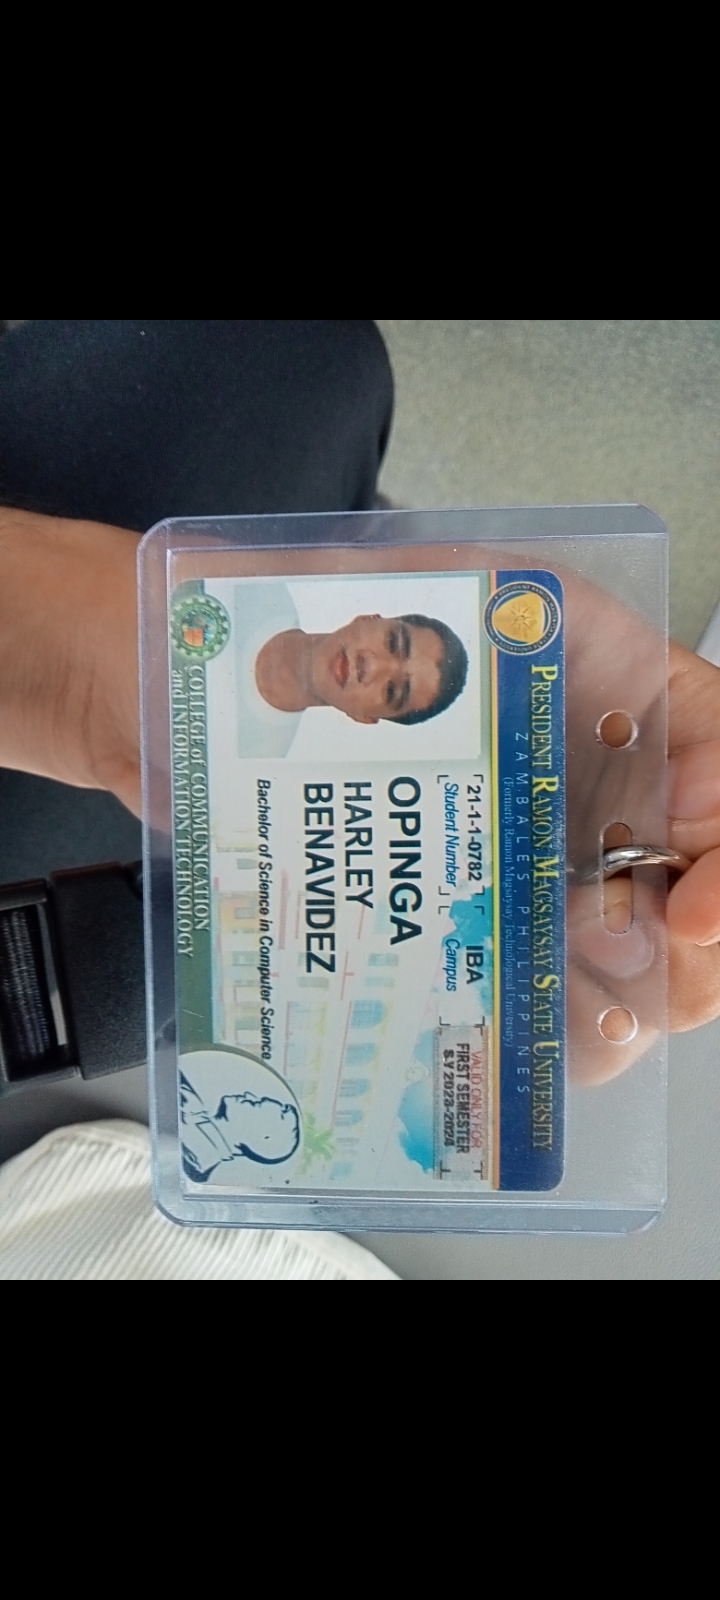 PRESIDENT RAMON MAGSAYSAY STATE UNIVERSITY
ZAMBALES PHILIPPINES
(Formerly Ramon Magsaysay Technological University)
21-1-1-0782
Student Number
IBA
Campus
VALID ONLY FOR
FIRST SEMESTER
S.Y 2023-2024
OPINGA
HARLEY
BENAVIDEZ
Bachelor of Science in Computer Science
COLLEGE of COMMUNICATION
and INFORMATION TECHNOLOGY